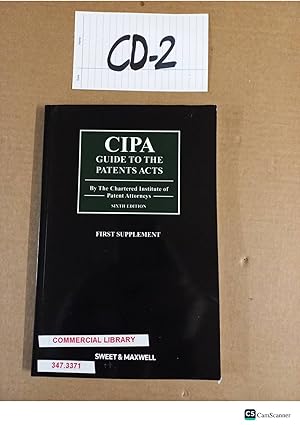 CD-2
CIPA
GUIDE TO THE
PATENTS ACTS
By The Chartered Institute of
Patent Attorneys
SIXTH EDITION
FIRST SUPPLEMENT
COMMERCIAL LIBRARY
SWEET & MAXWELL
347.3371
CS CamScanner